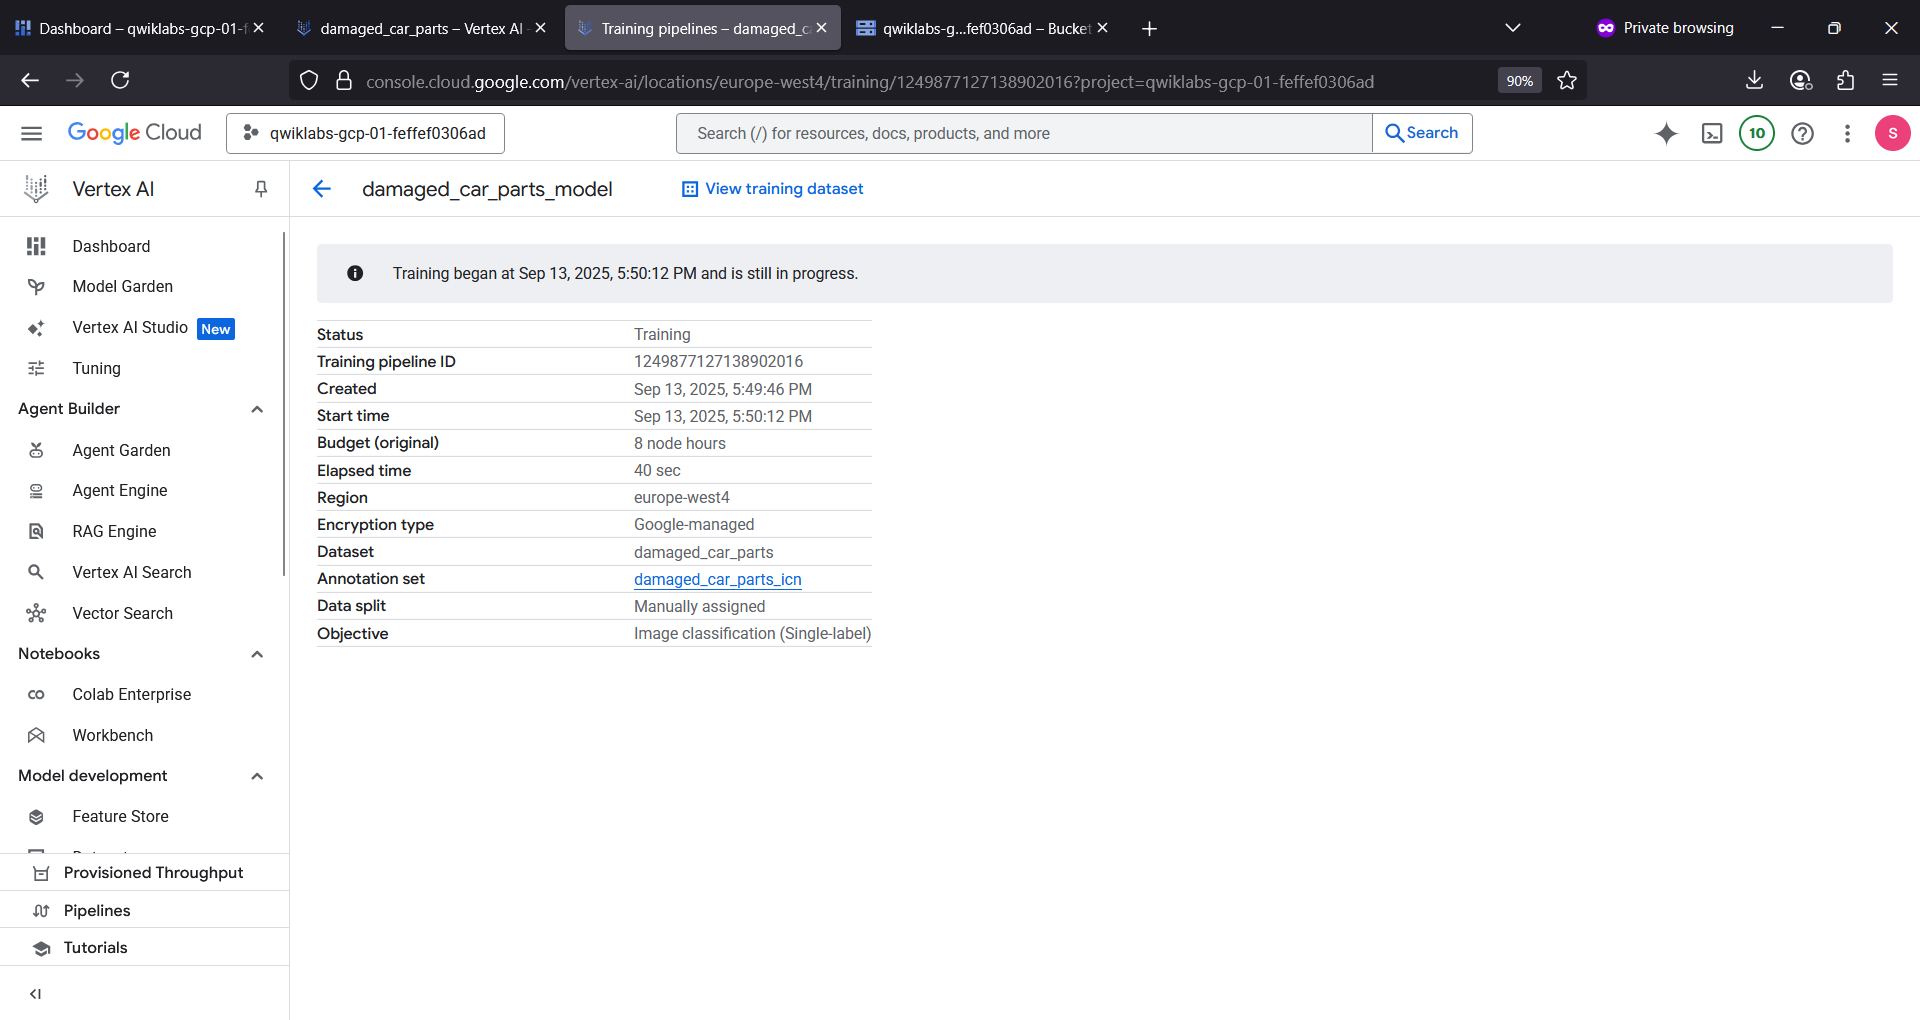 Dashboard – qwiklabs-gcp-01-f
damaged_car_parts – Vertex AI
Training pipelines – damaged_c
qwiklabs-g...fef0306ad – Bucket
Private browsing
console.cloud.google.com/vertex-ai/locations/europe-west4/training/1249877127138902016?project=qwiklabs-gcp-01-feffef0306ad
90%
Google Cloud
qwiklabs-gcp-01-feffef0306ad
Search (/) for resources, docs, products, and more
Search
10
S
Vertex AI
damaged_car_parts_model
View training dataset
Dashboard
Model Garden
Vertex AI Studio New
Tuning
Agent Builder
Agent Garden
Agent Engine
RAG Engine
Vertex AI Search
Vector Search
Notebooks
Colab Enterprise
Workbench
Model development
Feature Store
Provisioned Throughput
Pipelines
Tutorials
Training began at Sep 13, 2025, 5:50:12 PM and is still in progress.
Status Training
Training pipeline ID 1249877127138902016
Created Sep 13, 2025, 5:49:46 PM
Start time Sep 13, 2025, 5:50:12 PM
Budget (original) 8 node hours
Elapsed time 40 sec
Region europe-west4
Encryption type Google-managed
Dataset damaged_car_parts
Annotation set damaged_car_parts_icn
Data split Manually assigned
Objective Image classification (Single-label)